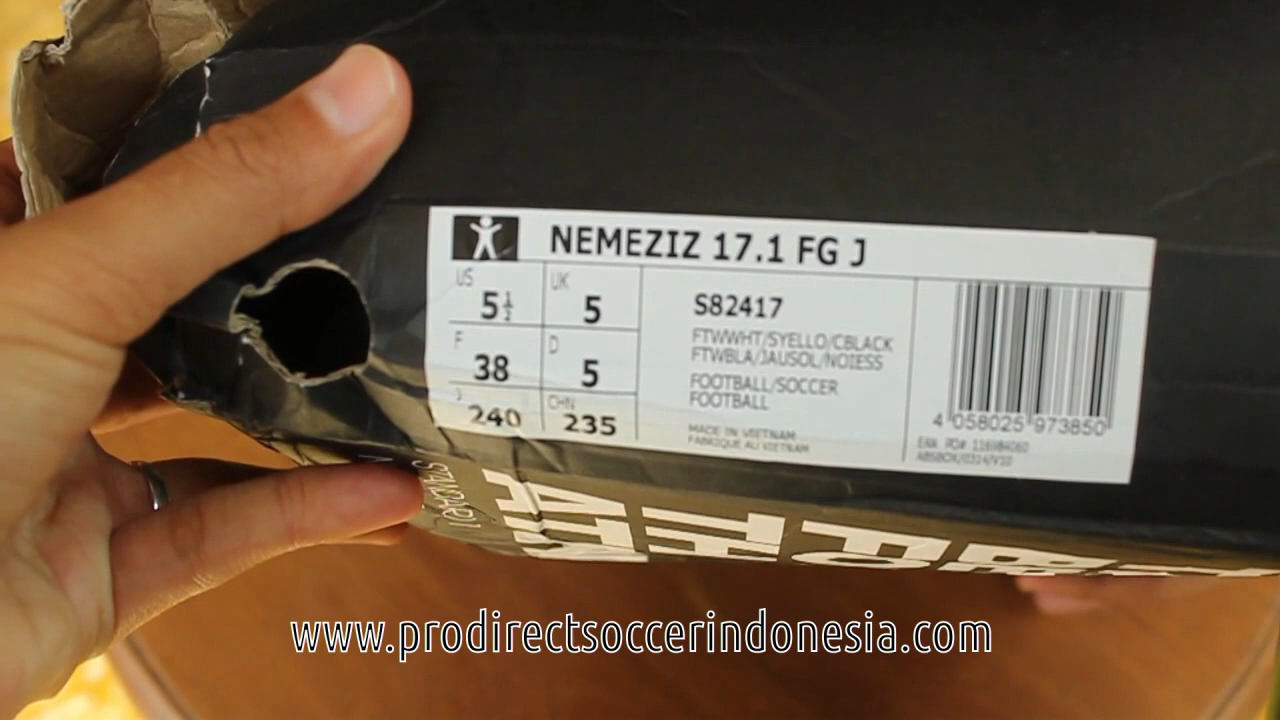 NEMEZIZ 17.1 FG J
US
5½
UK
5
F
38
D
5
J
240
CHN
235
S82417
FTWWHT/SYELLO/CBLACK
FTWBLA/JAUSOL/NOIESS
FOOTBALL/SOCCER
FOOTBALL
MADE IN VIETNAM
FABRIQUE AU VIETNAM
4 058025 973850
www.prodirectsoccerindonesia.com